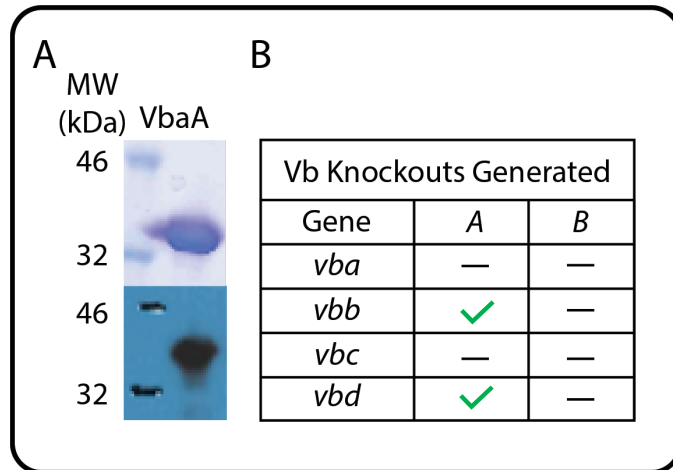 A
B
MW
(kDa) VbaA
46
32
46
32
Vb Knockouts Generated
Gene A B
vba — —
vbb ✓ —
vbc — —
vbd ✓ —